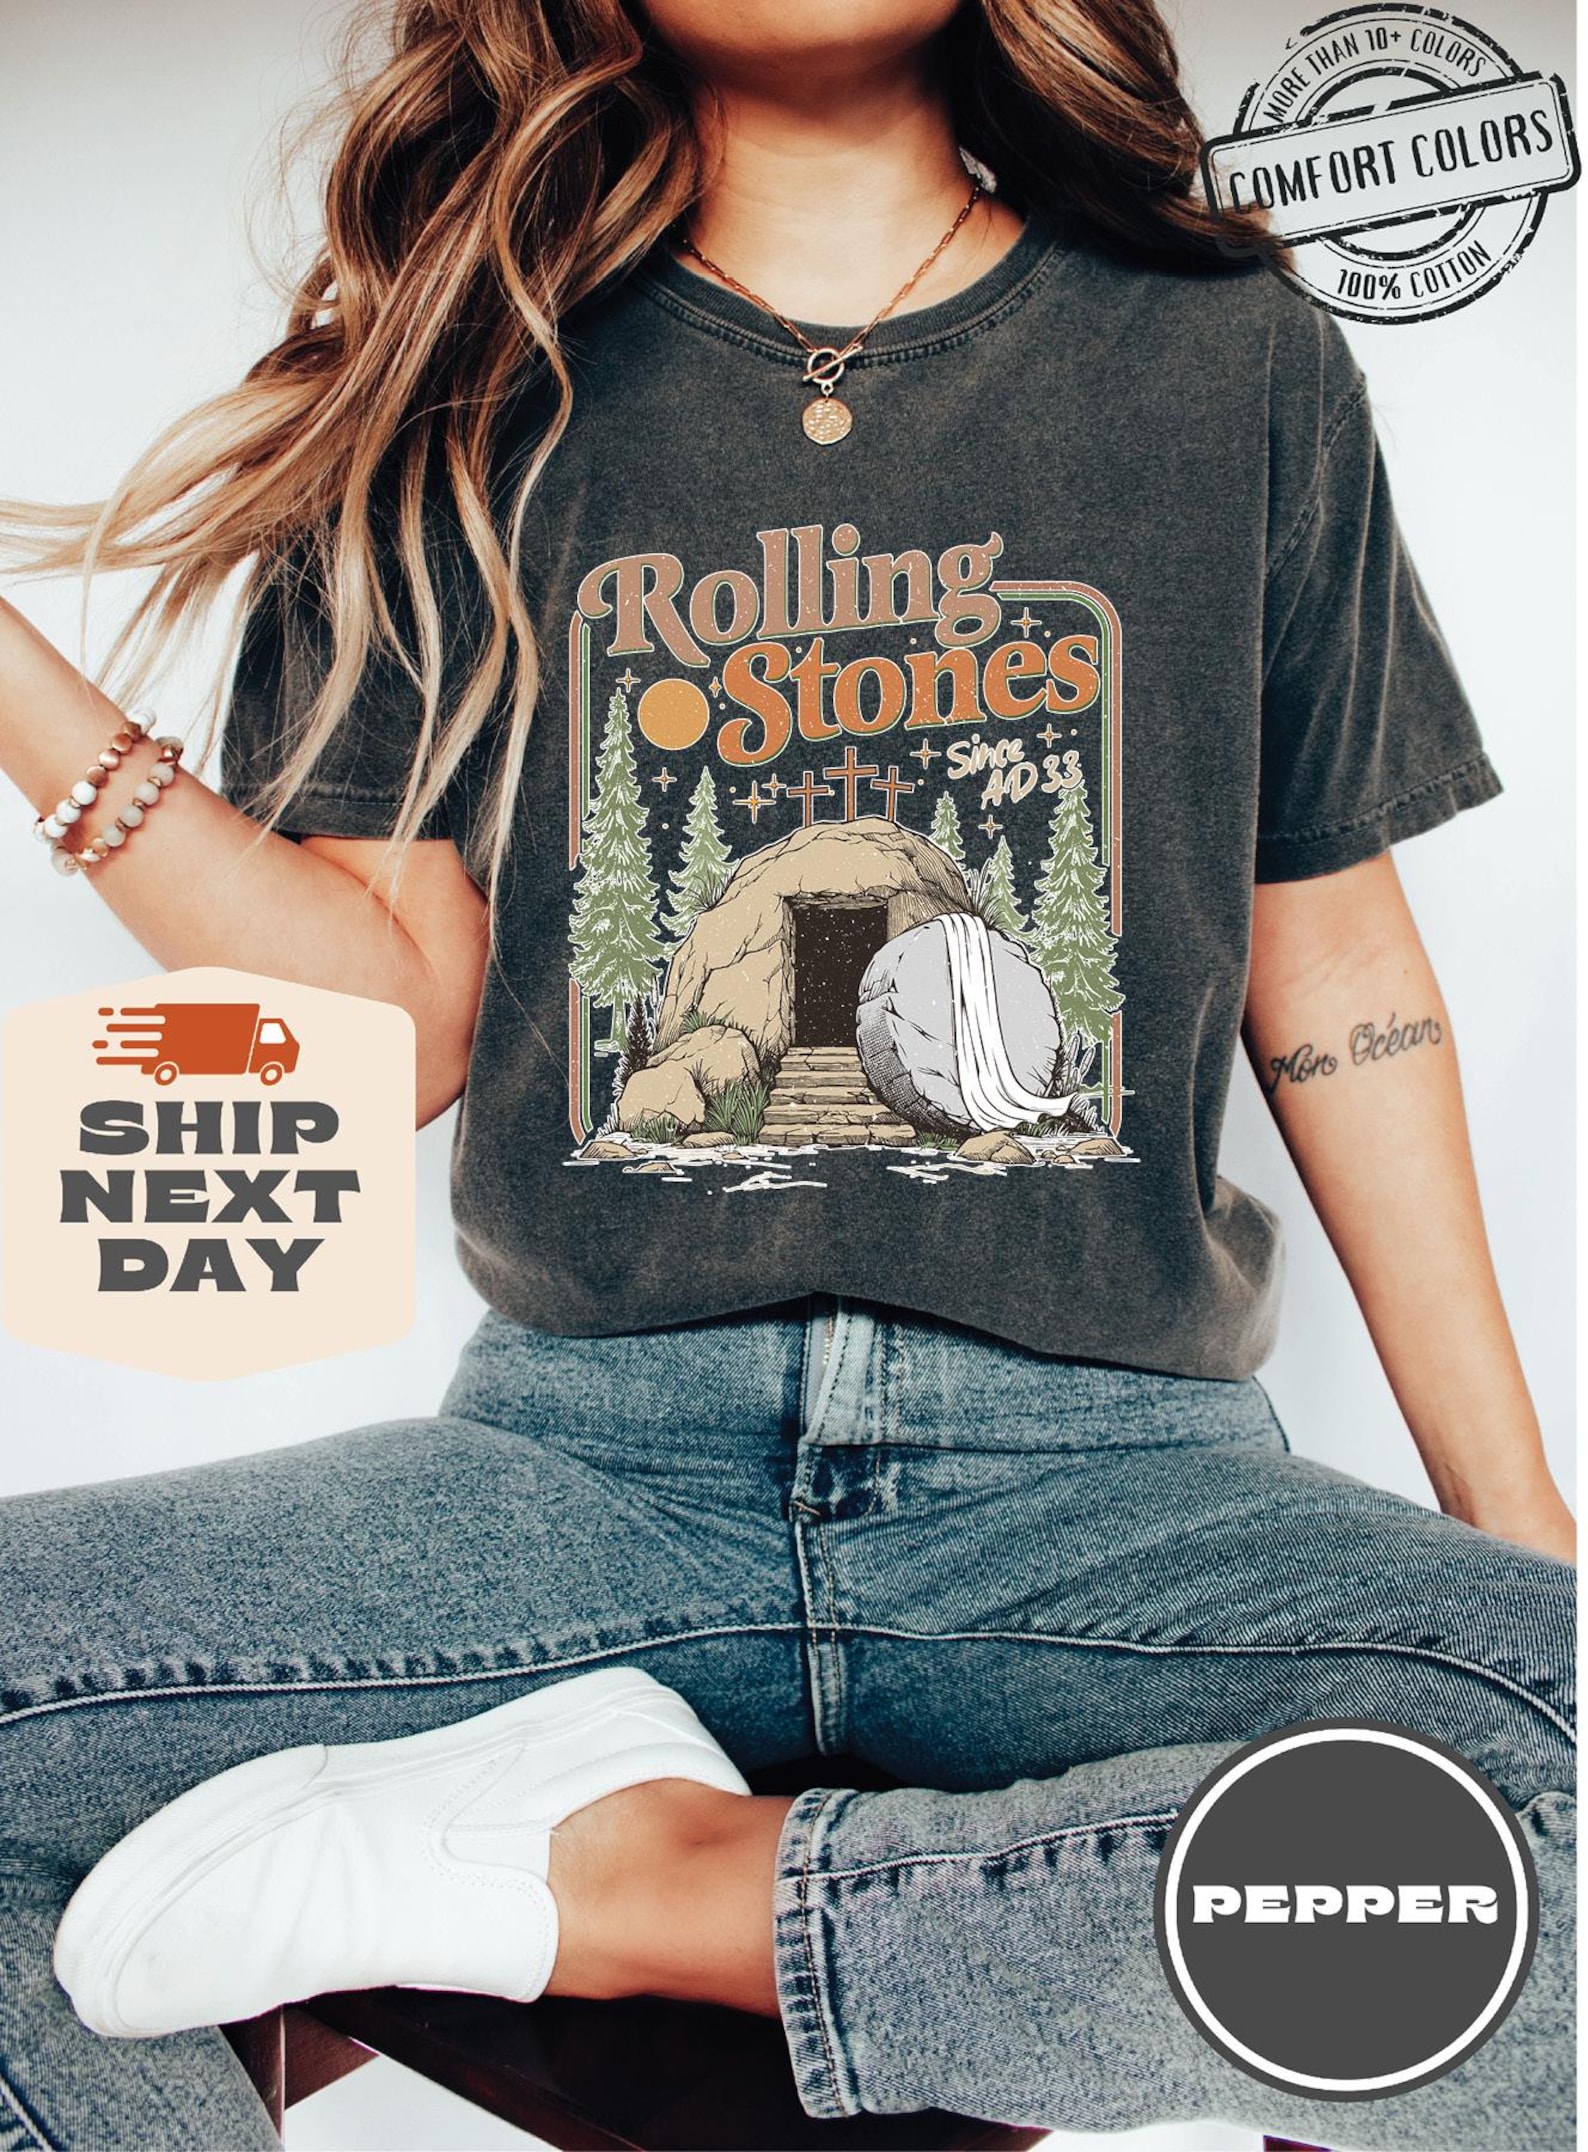 MORE THAN 10+ COLORS
COMFORT COLORS
100% COTTON
Rolling
Stones
Since
AD 33
Mon Océan
SHIP
NEXT
DAY
PEPPER